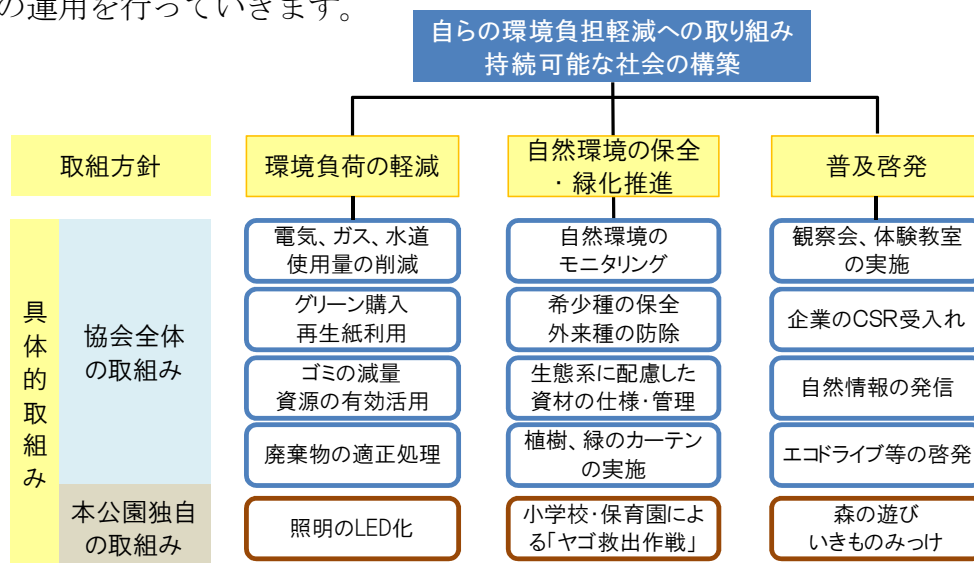 の運用を行っていきます。
自らの環境負担軽減への取り組み
持続可能な社会の構築
取組方針
環境負荷の軽減
自然環境の保全
・緑化推進
普及啓発
具体的取組み
協会全体
の取組み
電気、ガス、水道
使用量の削減
自然環境の
モニタリング
観察会、体験教室
の実施
グリーン購入
再生紙利用
希少種の保全
外来種の防除
企業のCSR受入れ
ゴミの減量
資源の有効活用
生態系に配慮した
資材の仕様・管理
自然情報の発信
廃棄物の適正処理
植樹、緑のカーテン
の実施
エコドライブ等の啓発
本公園独自
の取組み
照明のLED化
小学校・保育園によ
る「ヤゴ救出作戦」
森の遊び
いきものみっけ